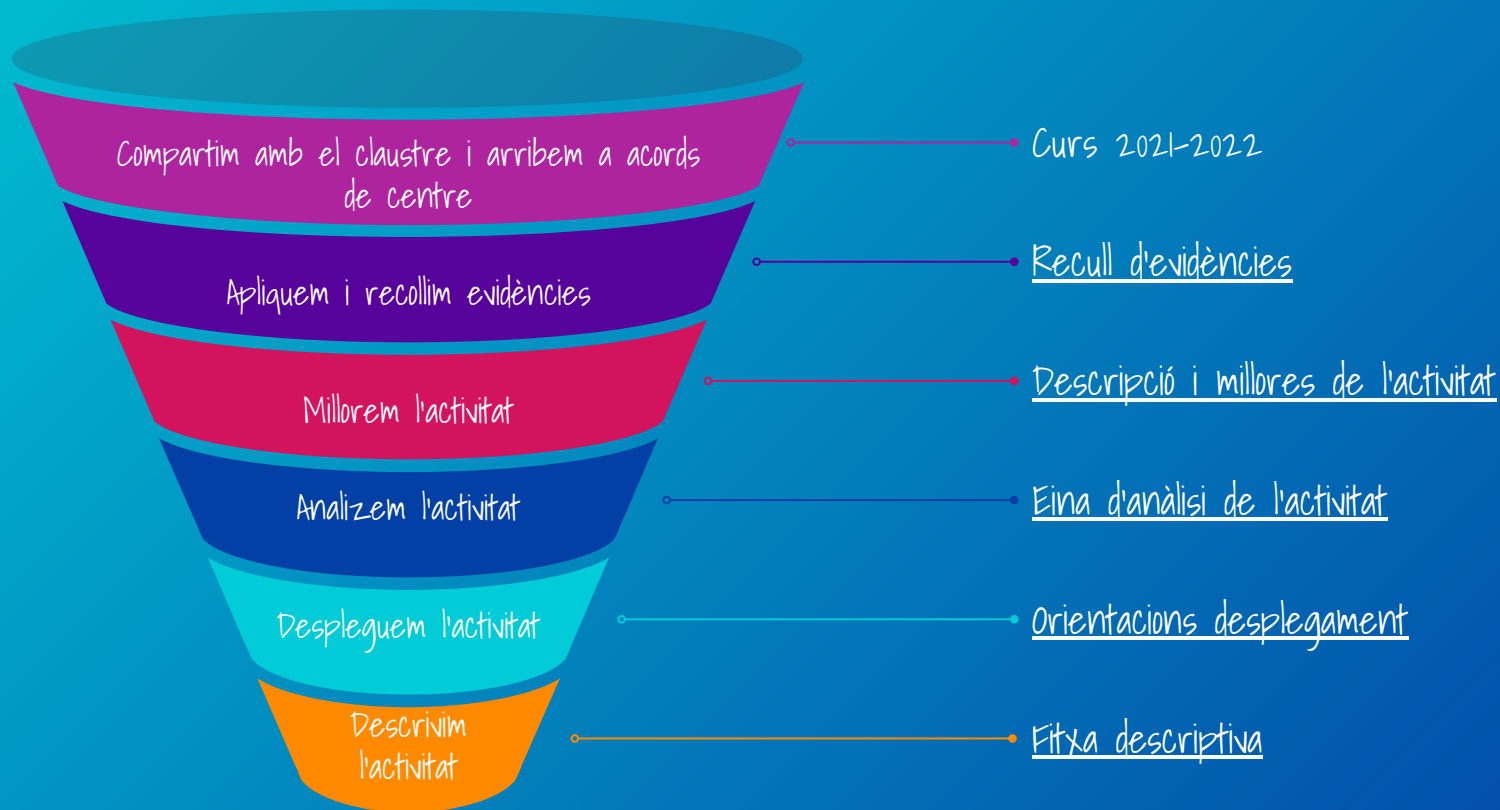 Compartim amb el claustre i arribem a acords
de centre
Curs 2021-2022
Apliquem i recollim evidències
Recull d'evidències
Millorem l'activitat
Descripció i millores de l'activitat
Analizem l'activitat
Eina d'anàlisi de l'activitat
Despleguem l'activitat
Orientacions desplegament
Descrivim
l'activitat
Fitxa descriptiva